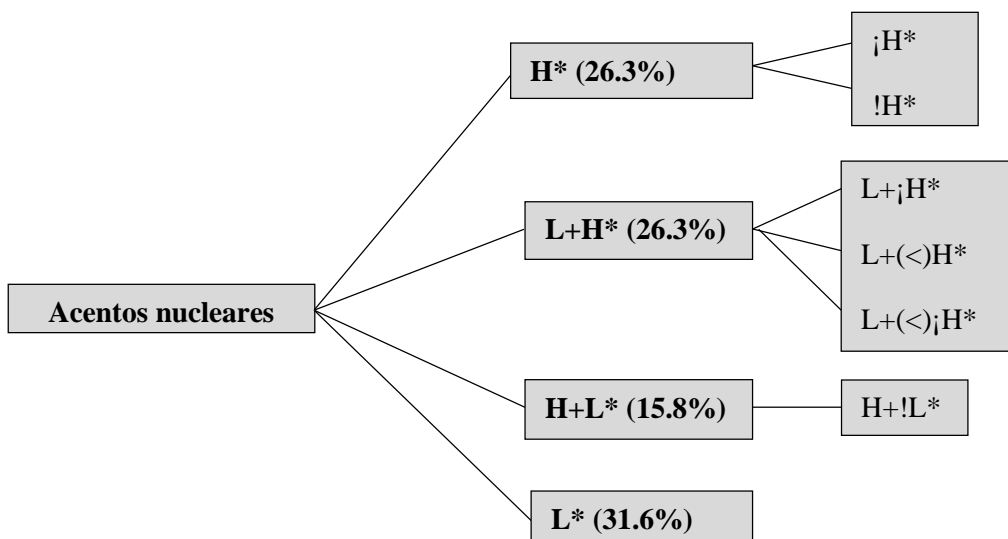 Acentos nucleares
H* (26.3%)
¡H*
!H*
L+H* (26.3%)
L+¡H*
L+(<)H*
L+(<)¡H*
H+L* (15.8%)
H+!L*
L* (31.6%)